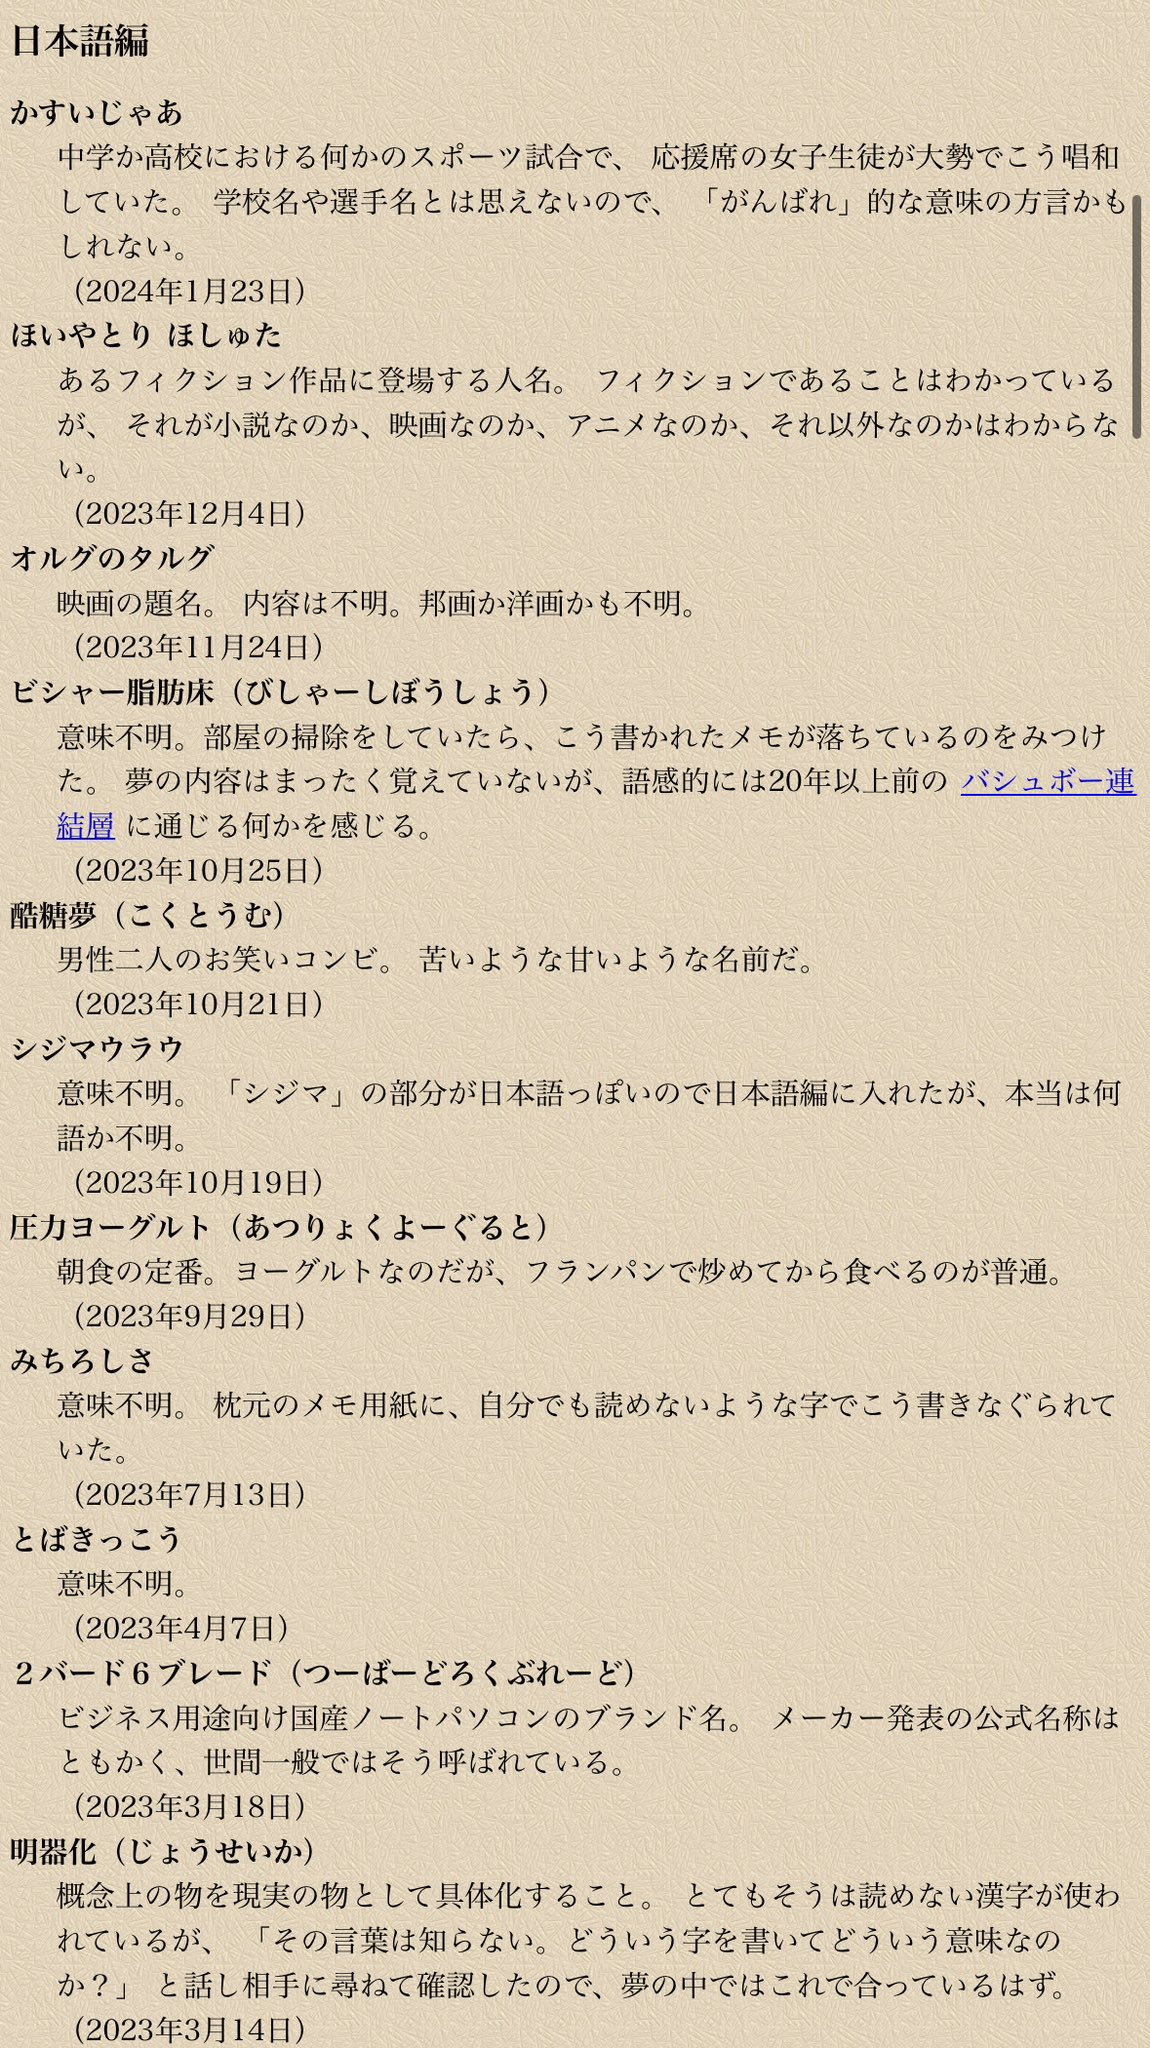 日本語編
かすいじゃあ
中学か高校における何かのスポーツ試合で、 応援席の女子生徒が大勢でこう唱和
していた。 学校名や選手名とは思えないので、 「がんばれ」的な意味の方言かも
しれない。
（2024年1月23日）
ほいやとり ほしゅた
あるフィクション作品に登場する人名。 フィクションであることはわかっている
が、 それが小説なのか、映画なのか、アニメなのか、それ以外なのかはわからな
い。
（2023年12月4日）
オルグのタルグ
映画の題名。 内容は不明。邦画か洋画かも不明。
（2023年11月24日）
ビシャー脂肪床（びしゃーしぼうしょう）
意味不明。部屋の掃除をしていたら、こう書かれたメモが落ちているのをみつけ
た。 夢の内容はまったく覚えていないが、語感的には20年以上前の バシュボー連
結層 に通じる何かを感じる。
（2023年10月25日）
酷糖夢（こくとうむ）
男性二人のお笑いコンビ。 苦いような甘いような名前だ。
（2023年10月21日）
シジマウラウ
意味不明。 「シジマ」の部分が日本語っぽいので日本語編に入れたが、本当は何
語か不明。
（2023年10月19日）
圧力ヨーグルト（あつりょくよーぐると）
朝食の定番。ヨーグルトなのだが、フランパンで炒めてから食べるのが普通。
（2023年9月29日）
みちろしさ
意味不明。 枕元のメモ用紙に、自分でも読めないような字でこう書きなぐられて
いた。
（2023年7月13日）
とばきっこう
意味不明。
（2023年4月7日）
２バード６ブレード（つーばーどろくぶれーど）
ビジネス用途向け国産ノートパソコンのブランド名。 メーカー発表の公式名称は
ともかく、世間一般ではそう呼ばれている。
（2023年3月18日）
明器化（じょうせいか）
概念上の物を現実の物として具体化すること。 とてもそうは読めない漢字が使わ
れているが、 「その言葉は知らない。どういう字を書いてどういう意味なの
か？」 と話し相手に尋ねて確認したので、夢の中ではこれで合っているはず。
（2023年3月14日）